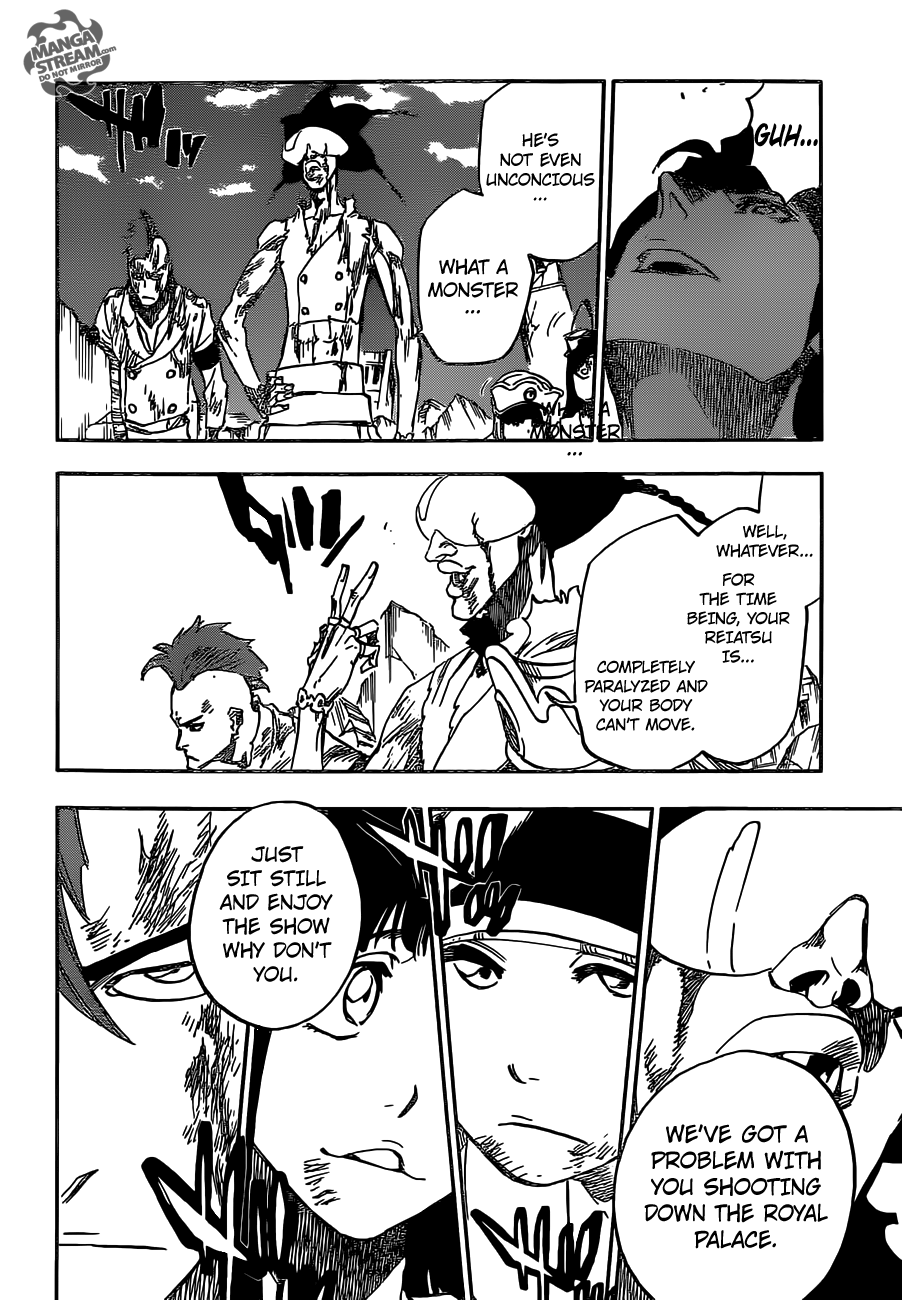 MANGA
STREAM.com
DO NOT MIRROR
GUH...
HE'S
NOT EVEN
UNCONCIOUS
...
WHAT A
MONSTER
...
MONSTER
...
WELL,
WHATEVER...
FOR
THE TIME
BEING, YOUR
REIATSU
IS...
COMPLETELY
PARALYZED AND
YOUR BODY
CAN'T MOVE.
JUST
SIT STILL
AND ENJOY
THE SHOW
WHY DON'T
YOU.
WE'VE GOT A
PROBLEM WITH
YOU SHOOTING
DOWN THE ROYAL
PALACE.